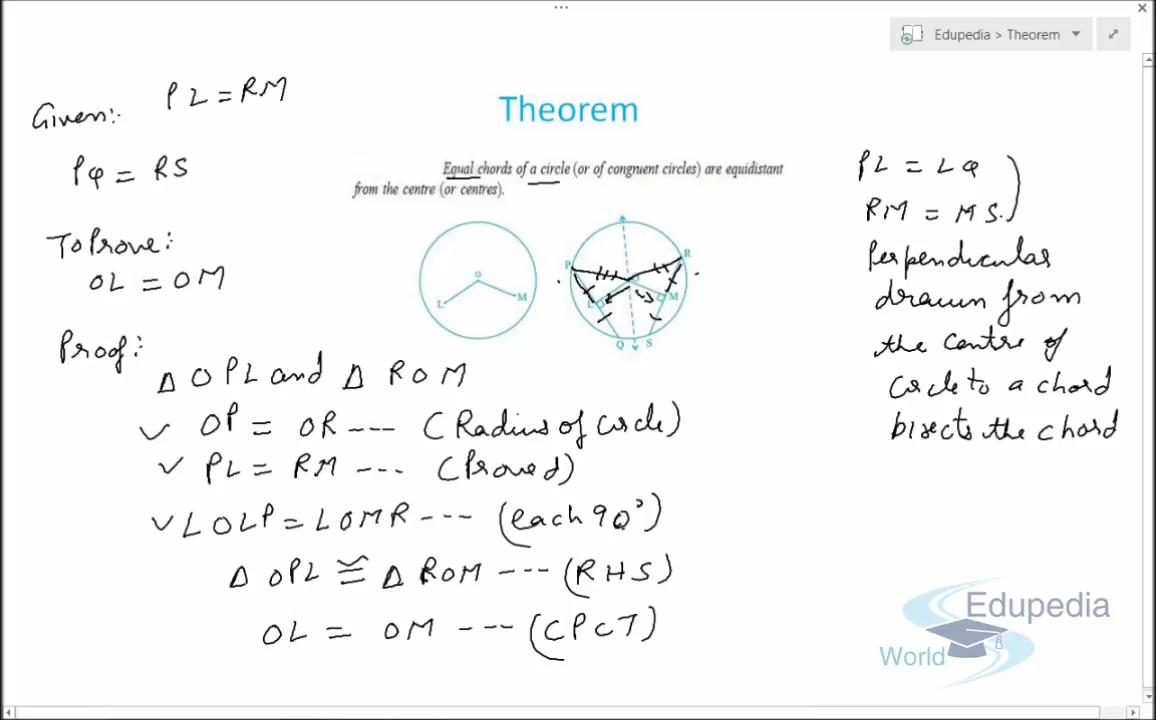 Edupedia > Theorem
Given:- PL = RM
Theorem
PQ = RS
Equal chords of a circle (or of congruent circles) are equidistant
from the centre (or centres).
To Prove:
OL = OM
O
L
M
P
R
L
M
Q
S
Proof:
Δ OPL and Δ ROM
✓ OP = OR --- (Radius of circle)
✓ PL = RM --- (Proved)
✓ ∠OLP = ∠OMR --- (each 90°)
Δ OPL ≅ Δ ROM --- (RHS)
OL = OM --- (CPCT)
PL = LQ
RM = MS.
Perpendicular
drawn from
the centre of
circle to a chord
bisects the chord
Edupedia
World